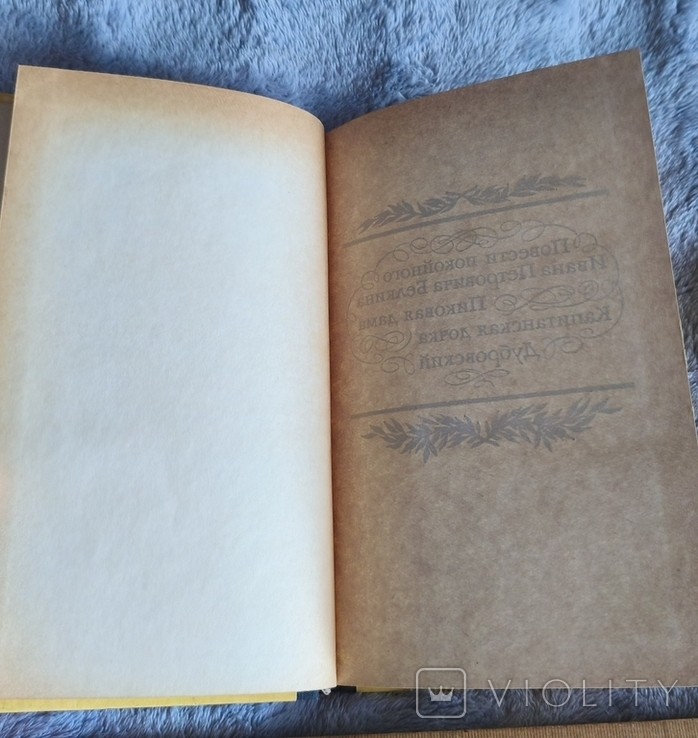 Повести покойного
Ивана Петровича Белкина
Пиковая дама
Капитанская дочка
Дубровский
VIOLITY